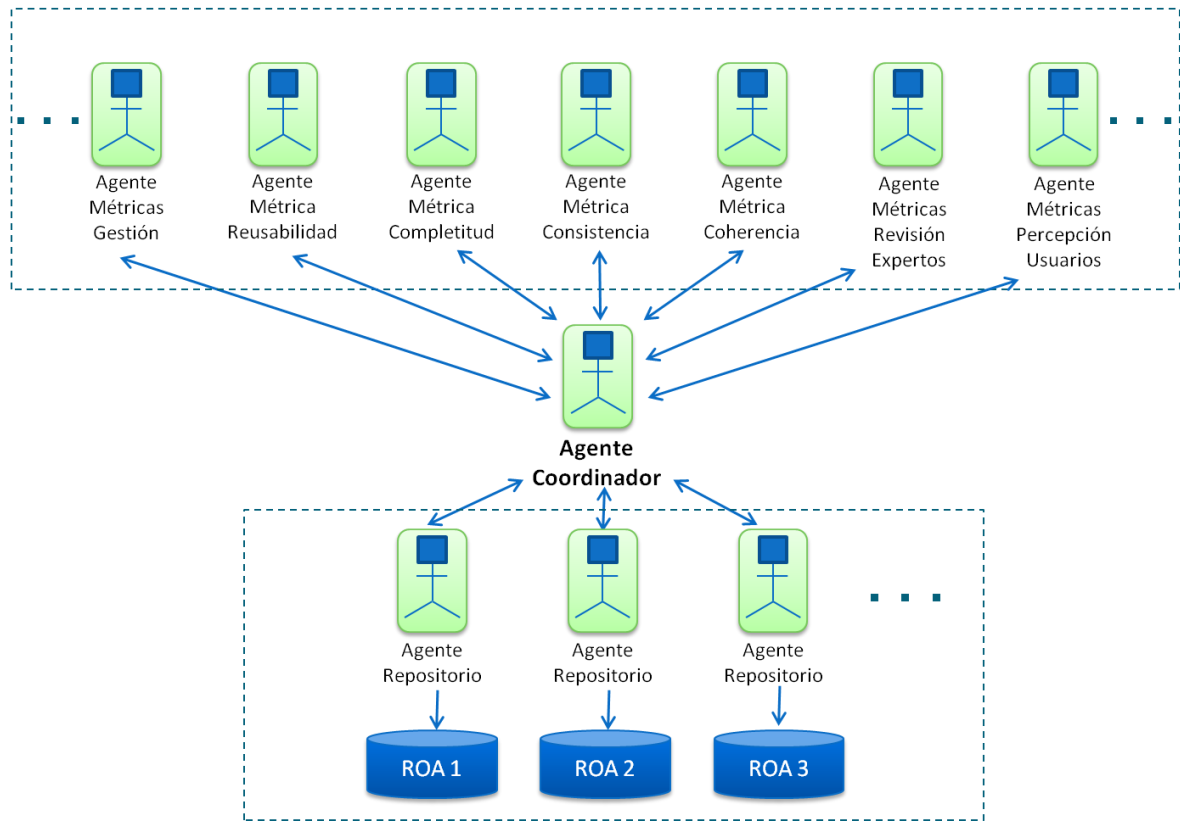 Agente
Métricas
Gestión
Agente
Métrica
Reusabilidad
Agente
Métrica
Completitud
Agente
Métrica
Consistencia
Agente
Métrica
Coherencia
Agente
Métricas
Revisión
Expertos
Agente
Métricas
Percepción
Usuarios
Agente
Coordinador
Agente
Repositorio
Agente
Repositorio
Agente
Repositorio
ROA 1
ROA 2
ROA 3